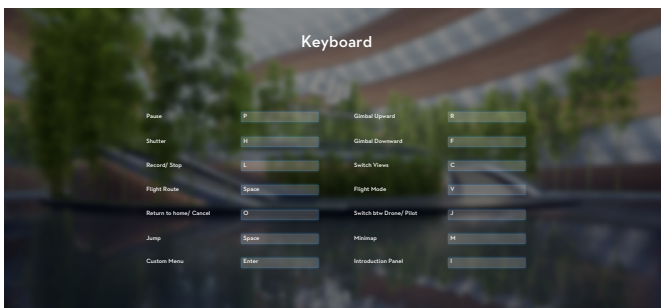 Keyboard
Pause P Gimbal Upward R
Shutter H Gimbal Downward F
Record/ Stop L Switch Views C
Flight Route Space Flight Mode V
Return to home/ Cancel O Switch btw Drone/ Pilot J
Jump Space Minimap M
Custom Menu Enter Introduction Panel I